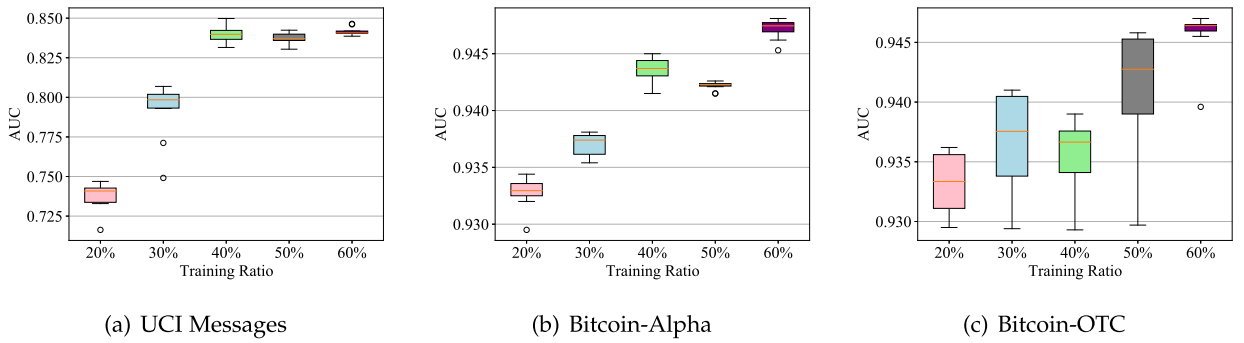 0.850
0.825
0.800
0.775
0.750
0.725
AUC
20% 30% 40% 50% 60%
Training Ratio
(a) UCI Messages
0.945
0.940
0.935
0.930
AUC
20% 30% 40% 50% 60%
Training Ratio
(b) Bitcoin-Alpha
0.945
0.940
0.935
0.930
AUC
20% 30% 40% 50% 60%
Training Ratio
(c) Bitcoin-OTC